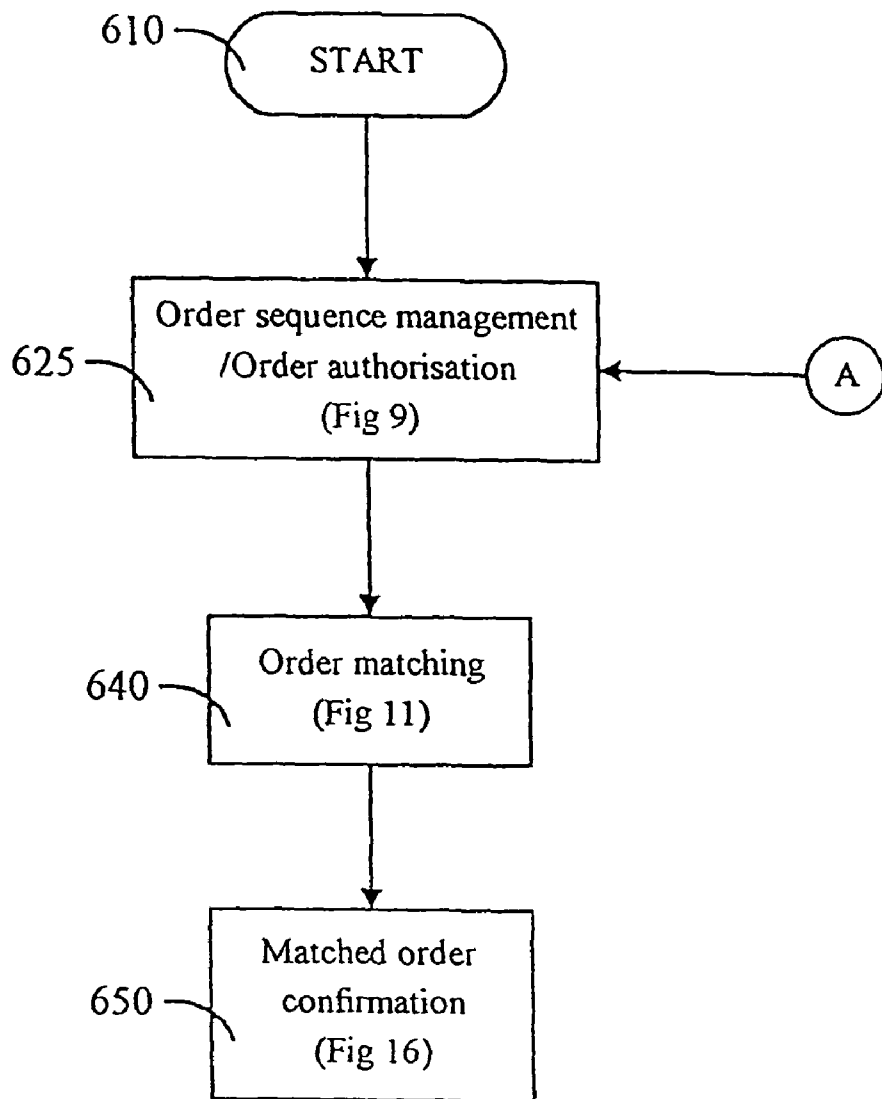 610
START
Order sequence management
/Order authorisation
(Fig 9)
625
A
Order matching
(Fig 11)
640
Matched order
confirmation
(Fig 16)
650